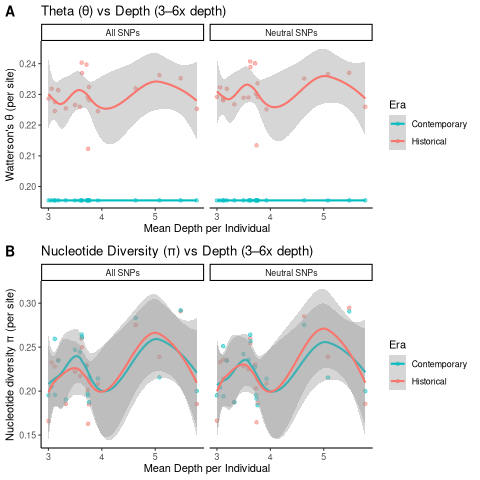 A
Theta (θ) vs Depth (3–6x depth)
All SNPs
Neutral SNPs
Watterson's θ (per site)
0.24
0.23
0.22
0.21
0.20
3
4
5
3
4
5
Mean Depth per Individual
Era
Contemporary
Historical
B
Nucleotide Diversity (π) vs Depth (3–6x depth)
All SNPs
Neutral SNPs
Nucleotide diversity π (per site)
0.30
0.25
0.20
0.15
3
4
5
3
4
5
Mean Depth per Individual
Era
Contemporary
Historical